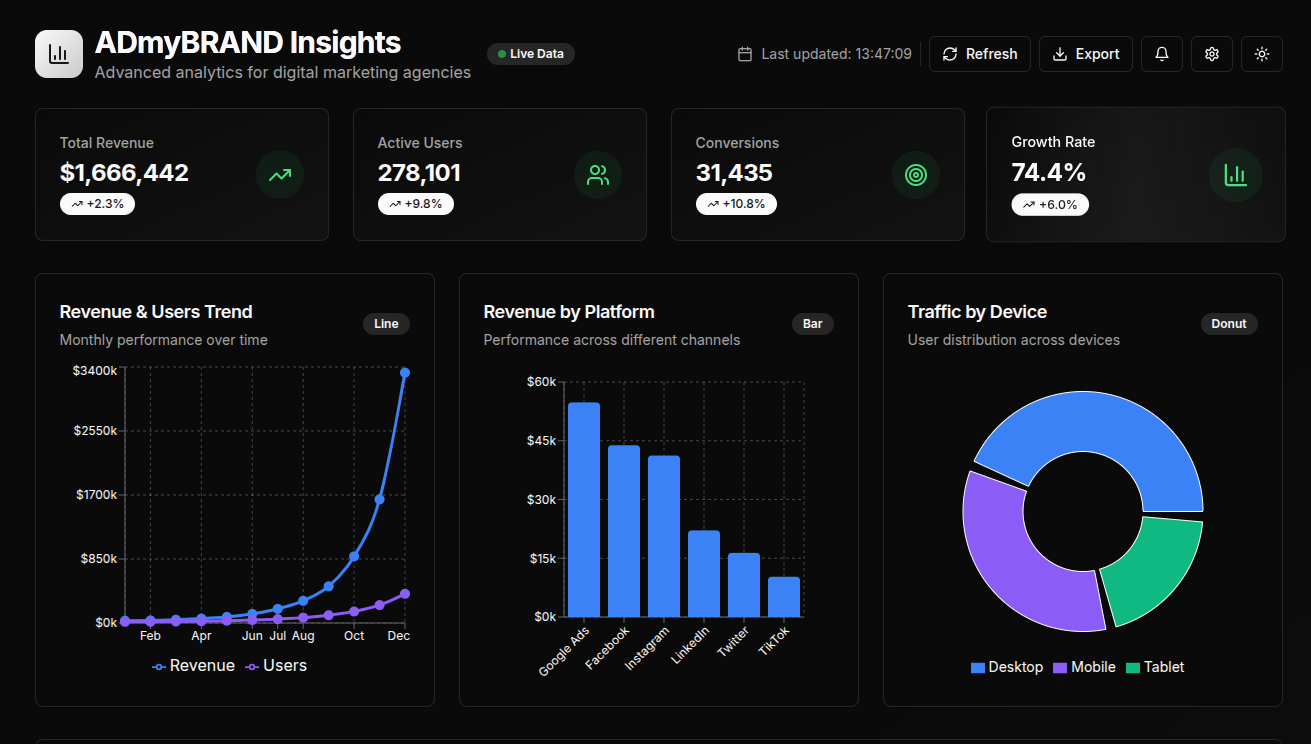 ADmyBRAND Insights
Advanced analytics for digital marketing agencies
Live Data
Last updated: 13:47:09
Refresh
Export
Total Revenue
$1,666,442
+2.3%
Active Users
278,101
+9.8%
Conversions
31,435
+10.8%
Growth Rate
74.4%
+6.0%
Revenue & Users Trend
Monthly performance over time
Line
$3400k
$2550k
$1700k
$850k
$0k
Feb Apr Jun Jul Aug Oct Dec
Revenue Users
Revenue by Platform
Performance across different channels
Bar
$60k
$45k
$30k
$15k
$0k
Google Ads Facebook Instagram LinkedIn Twitter TikTok
Traffic by Device
User distribution across devices
Donut
Desktop Mobile Tablet